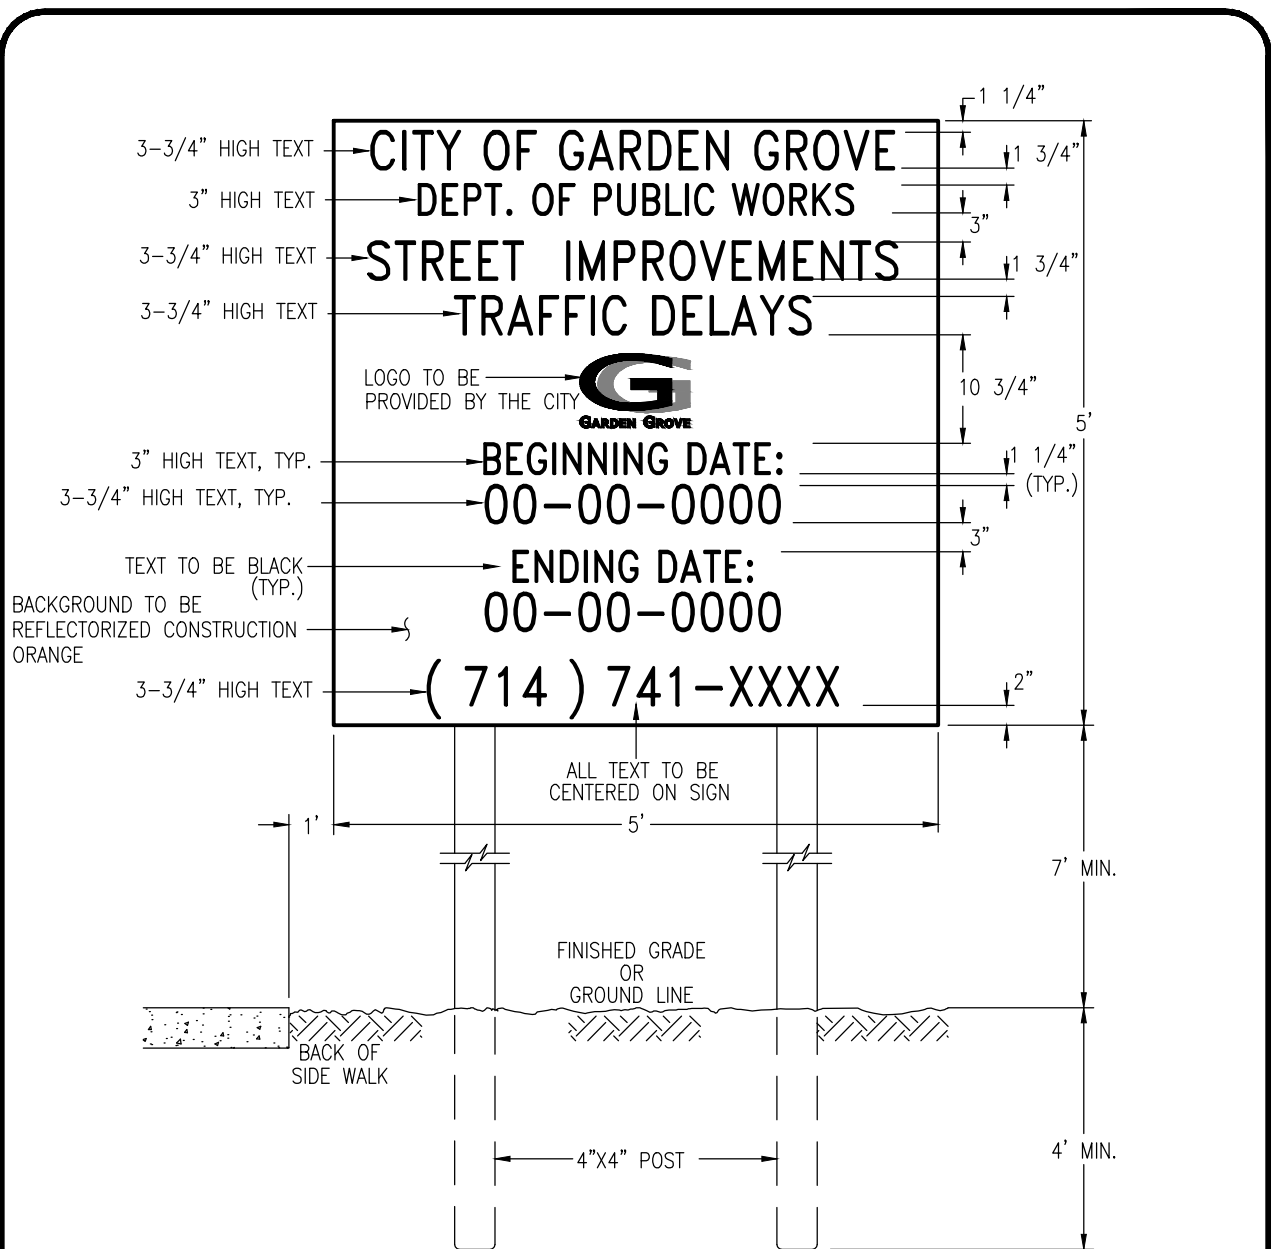 1 1/4"
3-3/4" HIGH TEXT
CITY OF GARDEN GROVE
1 3/4"
3" HIGH TEXT
DEPT. OF PUBLIC WORKS
3"
3-3/4" HIGH TEXT
STREET IMPROVEMENTS
1 3/4"
3-3/4" HIGH TEXT
TRAFFIC DELAYS
LOGO TO BE
PROVIDED BY THE CITY
G
GARDEN GROVE
10 3/4"
5'
3" HIGH TEXT, TYP.
BEGINNING DATE:
1 1/4"
(TYP.)
3-3/4" HIGH TEXT, TYP.
00-00-0000
3"
TEXT TO BE BLACK
(TYP.)
ENDING DATE:
00-00-0000
BACKGROUND TO BE
REFLECTORIZED CONSTRUCTION
ORANGE
3-3/4" HIGH TEXT
( 714 ) 741-XXXX
2"
ALL TEXT TO BE
CENTERED ON SIGN
1'
5'
7' MIN.
FINISHED GRADE
OR
GROUND LINE
BACK OF
SIDE WALK
4"X4" POST
4' MIN.